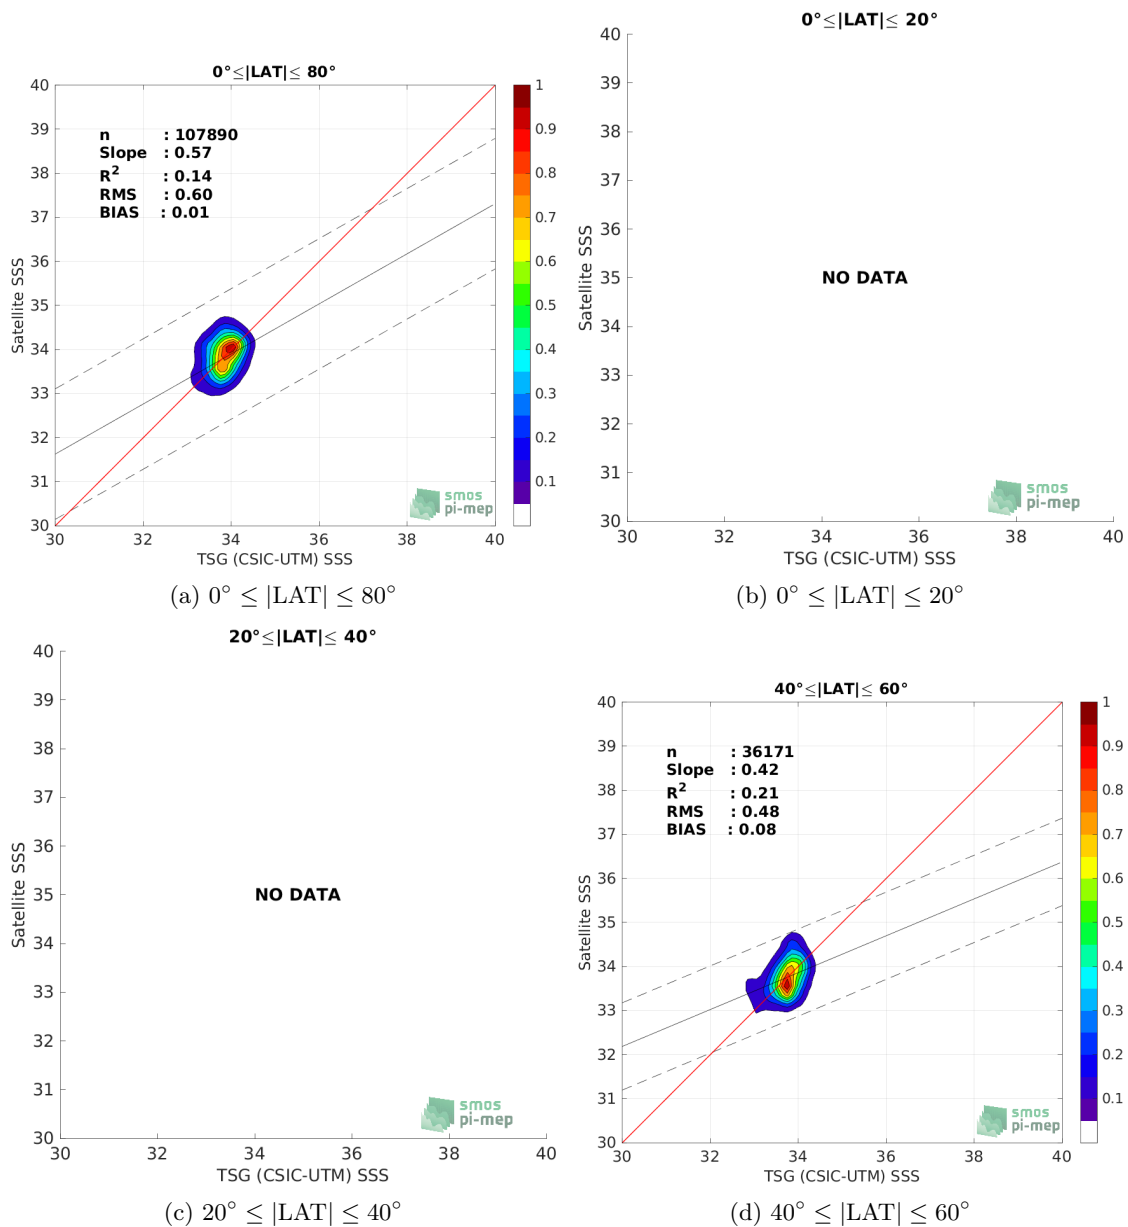 0°≤|LAT|≤ 80°
40
39
38
37
36
35
34
33
32
31
30
Satellite SSS
n : 107890
Slope : 0.57
R² : 0.14
RMS : 0.60
BIAS : 0.01
smos
pi-mep
30 32 34 36 38 40
TSG (CSIC-UTM) SSS
1
0.9
0.8
0.7
0.6
0.5
0.4
0.3
0.2
0.1
(a) 0° ≤ |LAT| ≤ 80°
0°≤|LAT|≤ 20°
40
39
38
37
36
35
34
33
32
31
30
Satellite SSS
NO DATA
smos
pi-mep
30 32 34 36 38 40
TSG (CSIC-UTM) SSS
(b) 0° ≤ |LAT| ≤ 20°
20°≤|LAT|≤ 40°
40
39
38
37
36
35
34
33
32
31
30
Satellite SSS
NO DATA
smos
pi-mep
30 32 34 36 38 40
TSG (CSIC-UTM) SSS
(c) 20° ≤ |LAT| ≤ 40°
40°≤|LAT|≤ 60°
40
39
38
37
36
35
34
33
32
31
30
Satellite SSS
n : 36171
Slope : 0.42
R² : 0.21
RMS : 0.48
BIAS : 0.08
smos
pi-mep
30 32 34 36 38 40
TSG (CSIC-UTM) SSS
1
0.9
0.8
0.7
0.6
0.5
0.4
0.3
0.2
0.1
(d) 40° ≤ |LAT| ≤ 60°